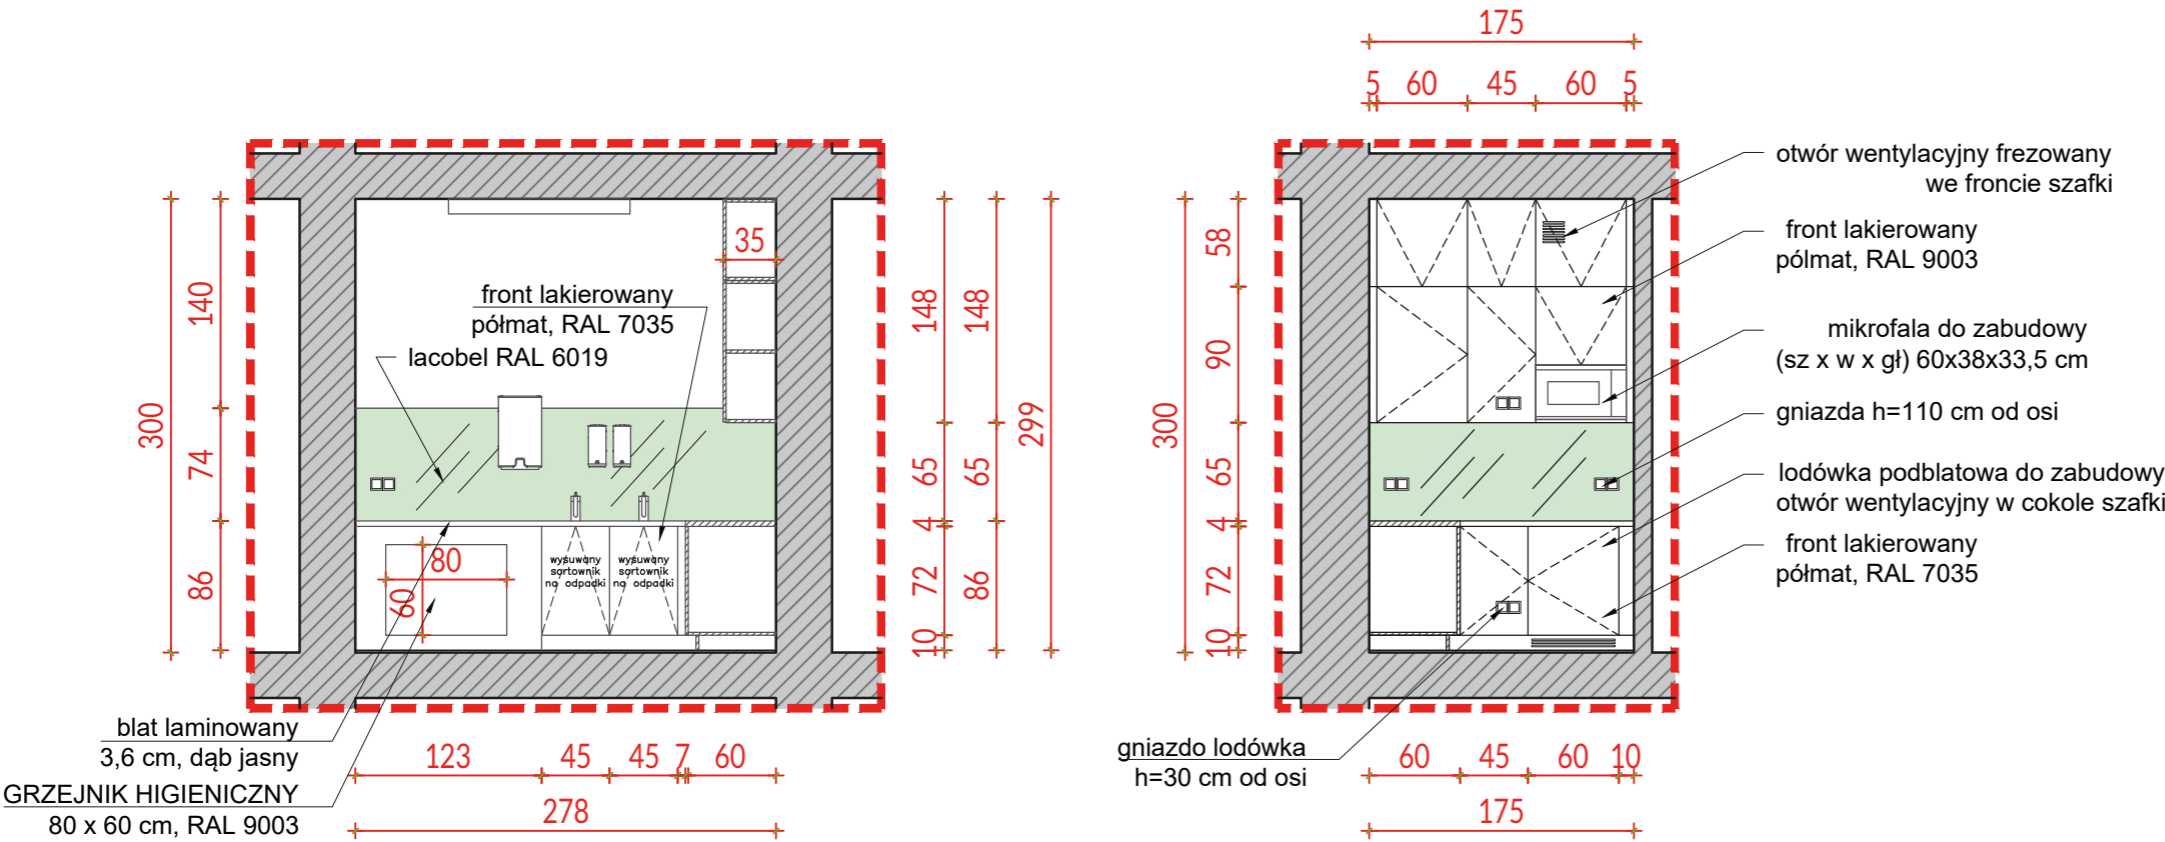 175
5 60 45 60 5
otwór wentylacyjny frezowany
we froncie szafki
front lakierowany
pólmat, RAL 9003
mikrofala do zabudowy
(sz x w x gł) 60x38x33,5 cm
gniazda h=110 cm od osi
lodówka podblatowa do zabudowy
otwór wentylacyjny w cokole szafki
front lakierowany
półmat, RAL 7035
300
140
74
86
35
front lakierowany
półmat, RAL 7035
lacobel RAL 6019
80
60
wysuwany
sortownik
na odpadki
wysuwany
sortownik
na odpadki
148
65
4
72
10
148
65
86
299
300
58
90
65
4
72
10
blat laminowany
3,6 cm, dąb jasny
GRZEJNIK HIGIENICZNY
80 x 60 cm, RAL 9003
123 45 45 7 60
278
gniazdo lodówka
h=30 cm od osi
60 45 60 10
175